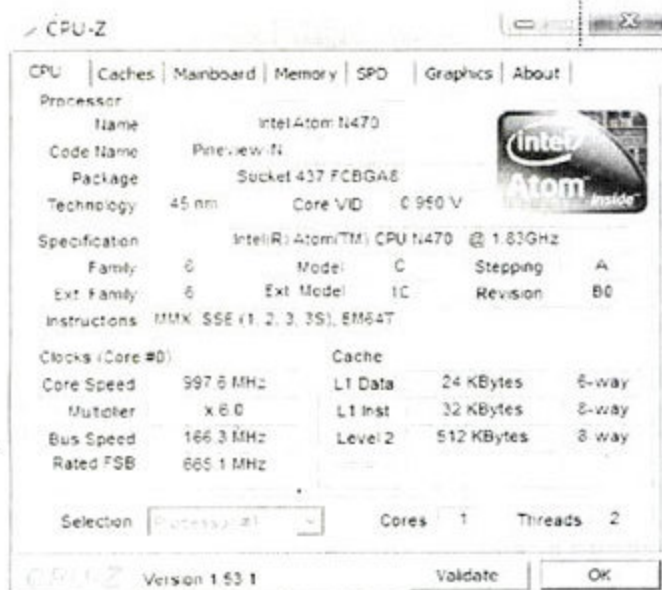 CPU-Z
CPU Caches Mainboard Memory SPD Graphics About
Processor
Name Intel Atom N470
Code Name Pineview-N
Package Socket 437 FCBGA8
Technology 45 nm Core VID 0.950 V
intel Atom inside™
Specification Intel(R) Atom(TM) CPU N470 @ 1.83GHz
Family 6 Model C Stepping A
Ext. Family 6 Ext. Model 1C Revision B0
Instructions MMX, SSE (1, 2, 3, 3S), EM64T
Clocks (Core #0) Cache
Core Speed 997.6 MHz L1 Data 24 KBytes 6-way
Multiplier x 6.0 L1 Inst 32 KBytes 8-way
Bus Speed 166.3 MHz Level 2 512 KBytes 8-way
Rated FSB 665.1 MHz
Selection Processor #1 Cores 1 Threads 2
CPU-Z Version 1.53.1 Validate OK